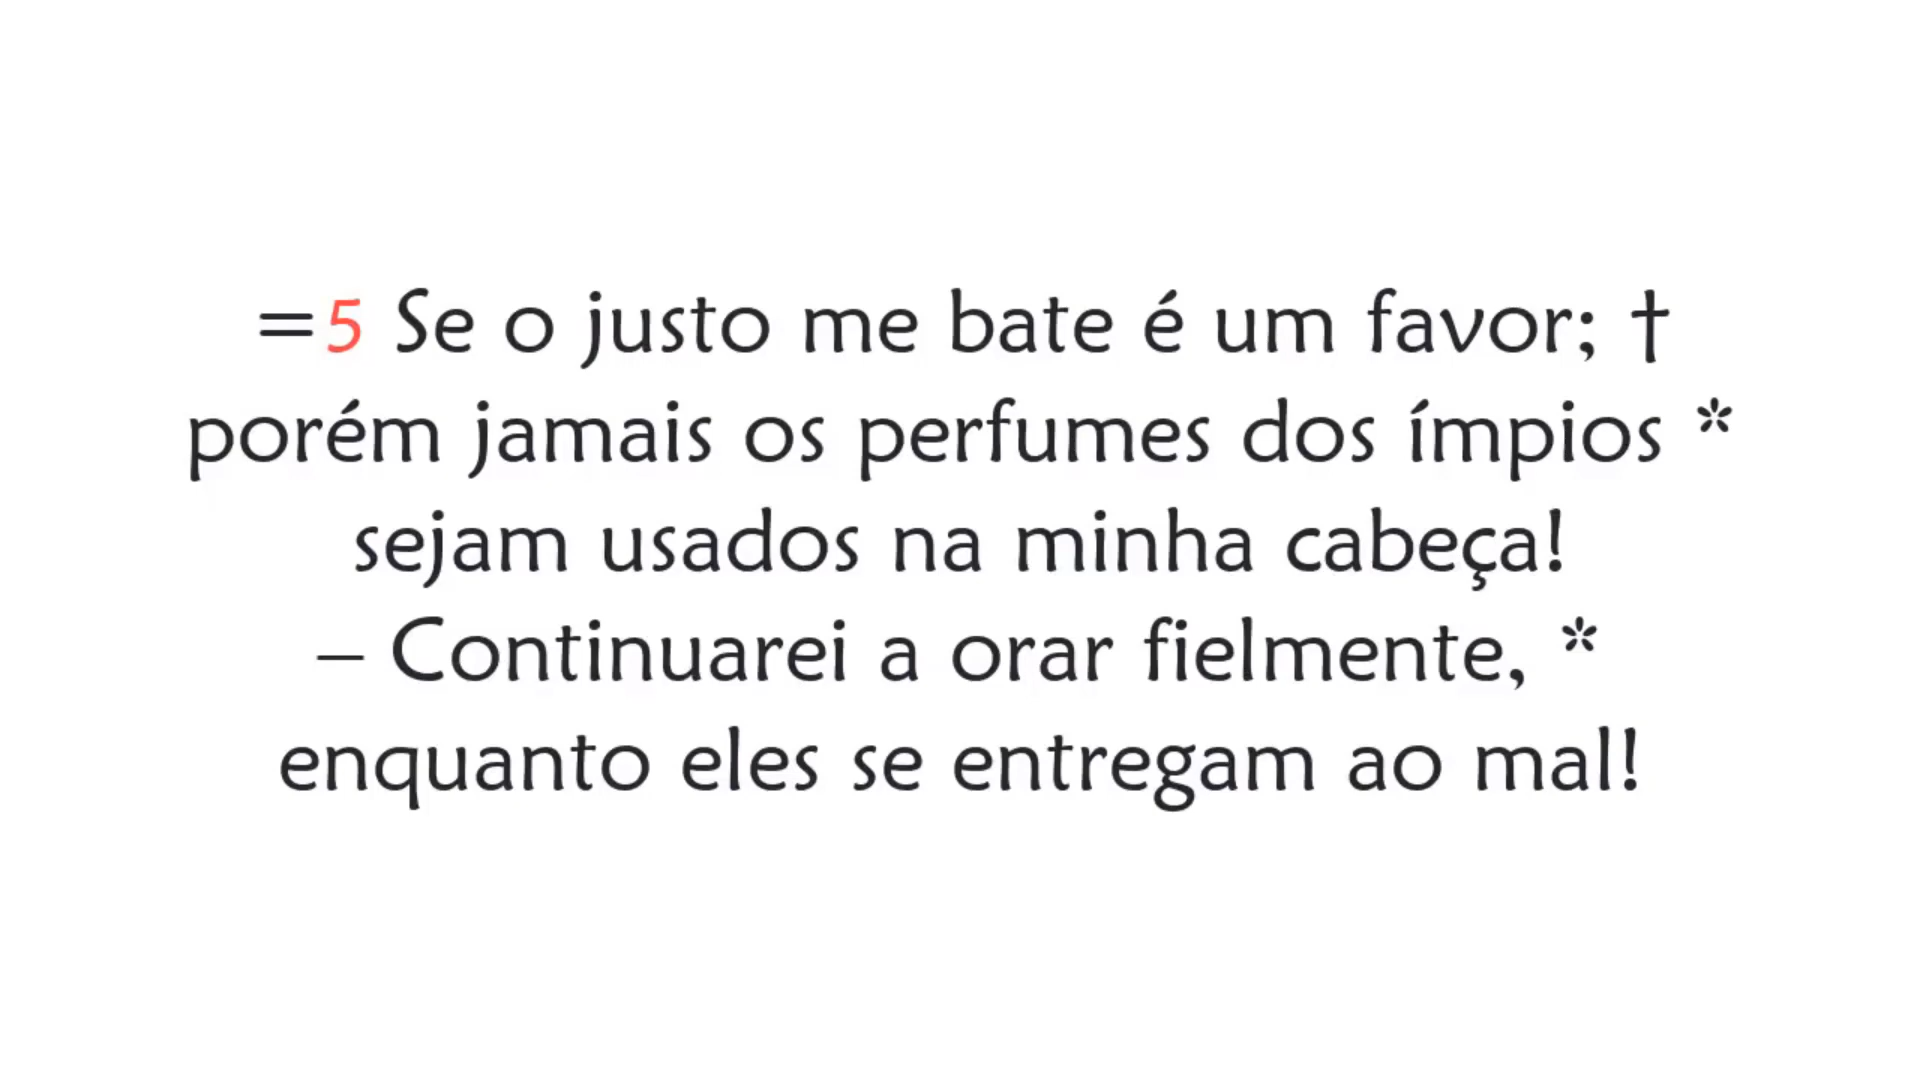 =5 Se o justo me bate é um favor; †
porém jamais os perfumes dos ímpios *
sejam usados na minha cabeça!
– Continuarei a orar fielmente, *
enquanto eles se entregam ao mal!